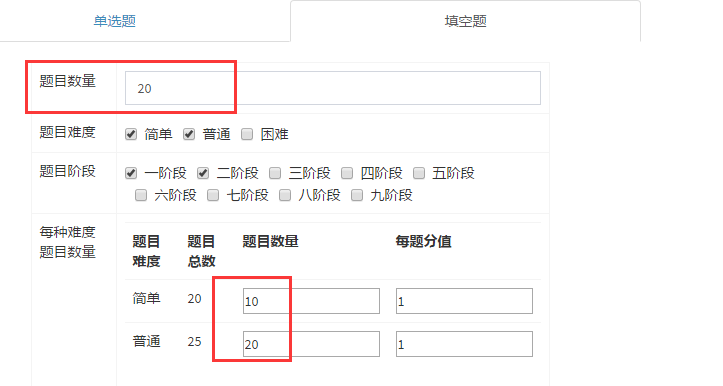 单选题 填空题
题目数量 20
题目难度 简单 普通 困难
题目阶段 一阶段 二阶段 三阶段 四阶段 五阶段
六阶段 七阶段 八阶段 九阶段
每种难度
题目数量
题目 题目 题目数量 每题分值
难度 总数
简单 20 10 1
普通 25 20 1